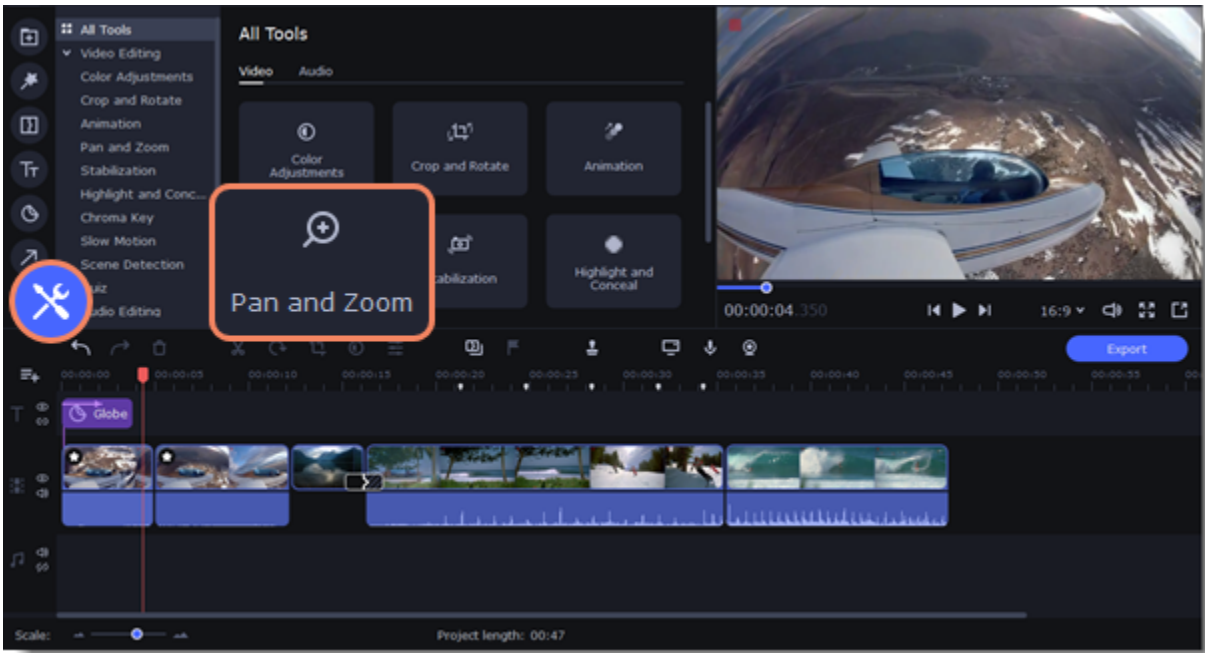 All Tools
Video Editing
Color Adjustments
Crop and Rotate
Animation
Pan and Zoom
Stabilization
Highlight and Conc...
Chroma Key
Slow Motion
Scene Detection
Audio Editing
All Tools
Video Audio
Color
Adjustments
Crop and Rotate
Animation
Pan and Zoom
Highlight and
Conceal
00:00:04.350
16:9
Export
00:00:00 00:00:05 00:00:10 00:00:15 00:00:20 00:00:25 00:00:30 00:00:35 00:00:40 00:00:45 00:00:50 00:00:55
Globe
Scale:
Project length: 00:47